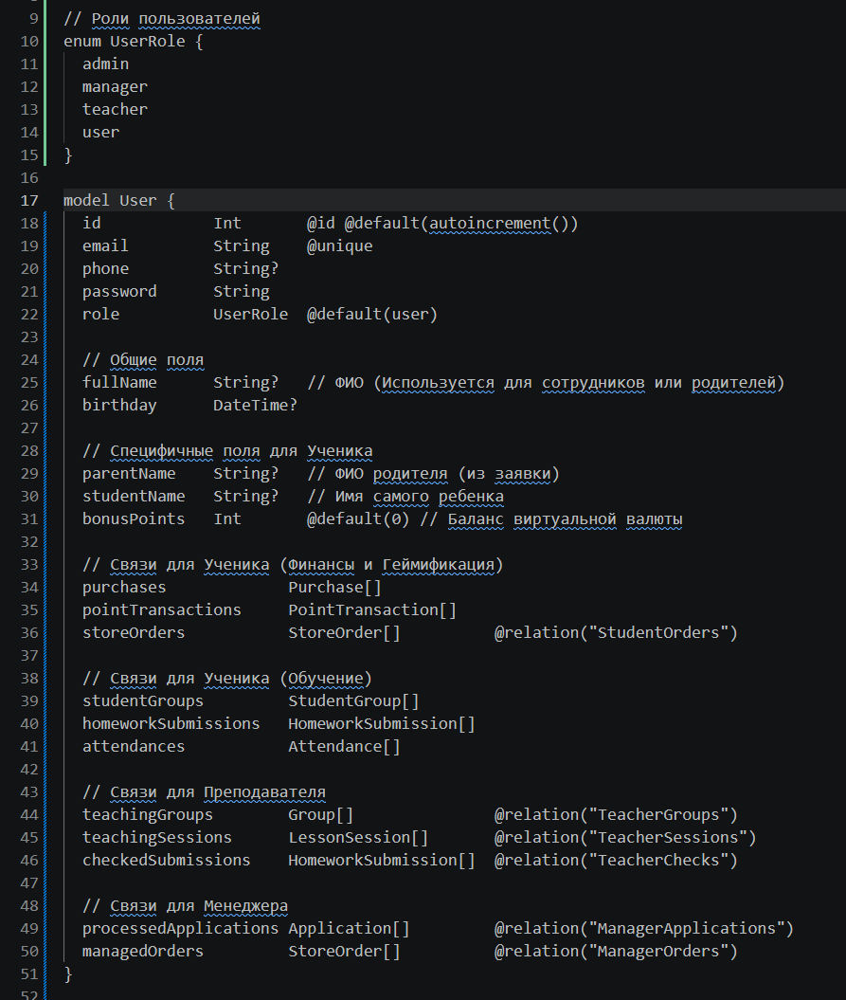 9 // Роли пользователей
10 enum UserRole {
11 admin
12 manager
13 teacher
14 user
15 }
16
17 model User {
18 id Int @id @default(autoincrement())
19 email String @unique
20 phone String?
21 password String
22 role UserRole @default(user)
23
24 // Общие поля
25 fullName String? // ФИО (Используется для сотрудников или родителей)
26 birthday DateTime?
27
28 // Специфичные поля для Ученика
29 parentName String? // ФИО родителя (из заявки)
30 studentName String? // Имя самого ребенка
31 bonusPoints Int @default(0) // Баланс виртуальной валюты
32
33 // Связи для Ученика (Финансы и Геймификация)
34 purchases Purchase[]
35 pointTransactions PointTransaction[]
36 storeOrders StoreOrder[] @relation("StudentOrders")
37
38 // Связи для Ученика (Обучение)
39 studentGroups StudentGroup[]
40 homeworkSubmissions HomeworkSubmission[]
41 attendances Attendance[]
42
43 // Связи для Преподавателя
44 teachingGroups Group[] @relation("TeacherGroups")
45 teachingSessions LessonSession[] @relation("TeacherSessions")
46 checkedSubmissions HomeworkSubmission[] @relation("TeacherChecks")
47
48 // Связи для Менеджера
49 processedApplications Application[] @relation("ManagerApplications")
50 managedOrders StoreOrder[] @relation("ManagerOrders")
51 }
52